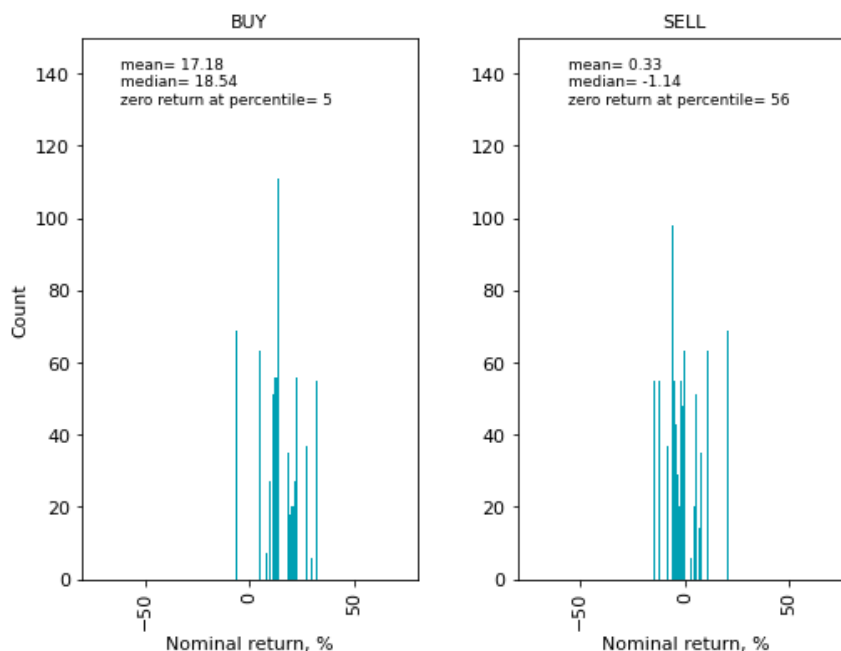 BUY
mean= 17.18
median= 18.54
zero return at percentile= 5
140
120
100
80
60
40
20
0
Count
−50
0
50
Nominal return, %
SELL
mean= 0.33
median= -1.14
zero return at percentile= 56
140
120
100
80
60
40
20
0
−50
0
50
Nominal return, %